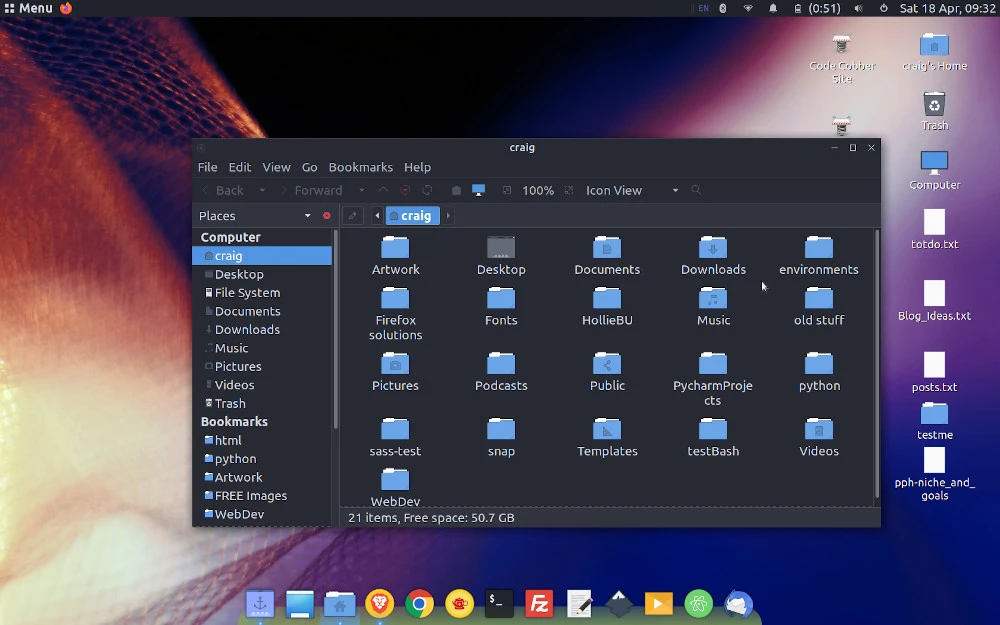 Menu
EN (0:51) Sat 18 Apr, 09:32
Code Cobber
Site
craig's Home
Trash
Computer
totdo.txt
Blog_Ideas.txt
posts.txt
testme
pph-niche_and_
goals
craig
File Edit View Go Bookmarks Help
Back Forward 100% Icon View
Places craig
Computer
craig
Desktop
File System
Documents
Downloads
Music
Pictures
Videos
Trash
Bookmarks
html
python
Artwork
FREE Images
WebDev
Artwork Desktop Documents Downloads environments
Firefox
solutions
Fonts HollieBU Music old stuff
Pictures Podcasts Public PycharmProje
cts
python
sass-test snap Templates testBash Videos
WebDev
21 items, Free space: 50.7 GB
$_
Fz